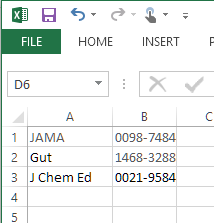 FILE HOME INSERT P
D6
A B C
1 JAMA 0098-7484
2 Gut 1468-3288
3 J Chem Ed 0021-9584
4
5